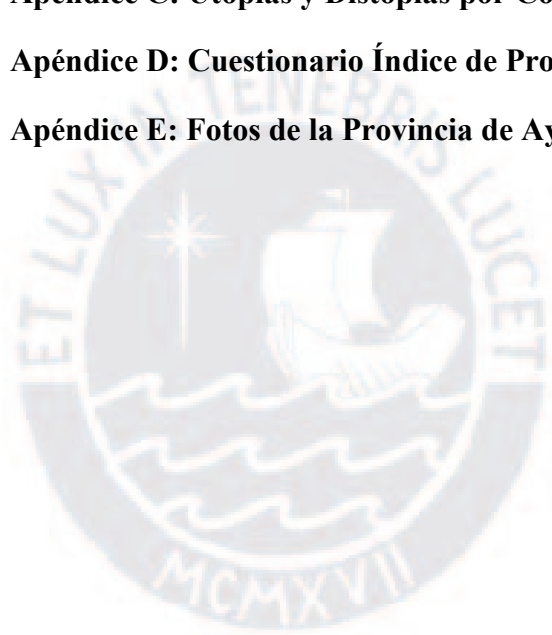 Apéndice C: Utopías y Distopías por Co
Apéndice D: Cuestionario Índice de Pro
Apéndice E: Fotos de la Provincia de Ay
ET LUX IN TENEBRIS LUCET
MCMXVII